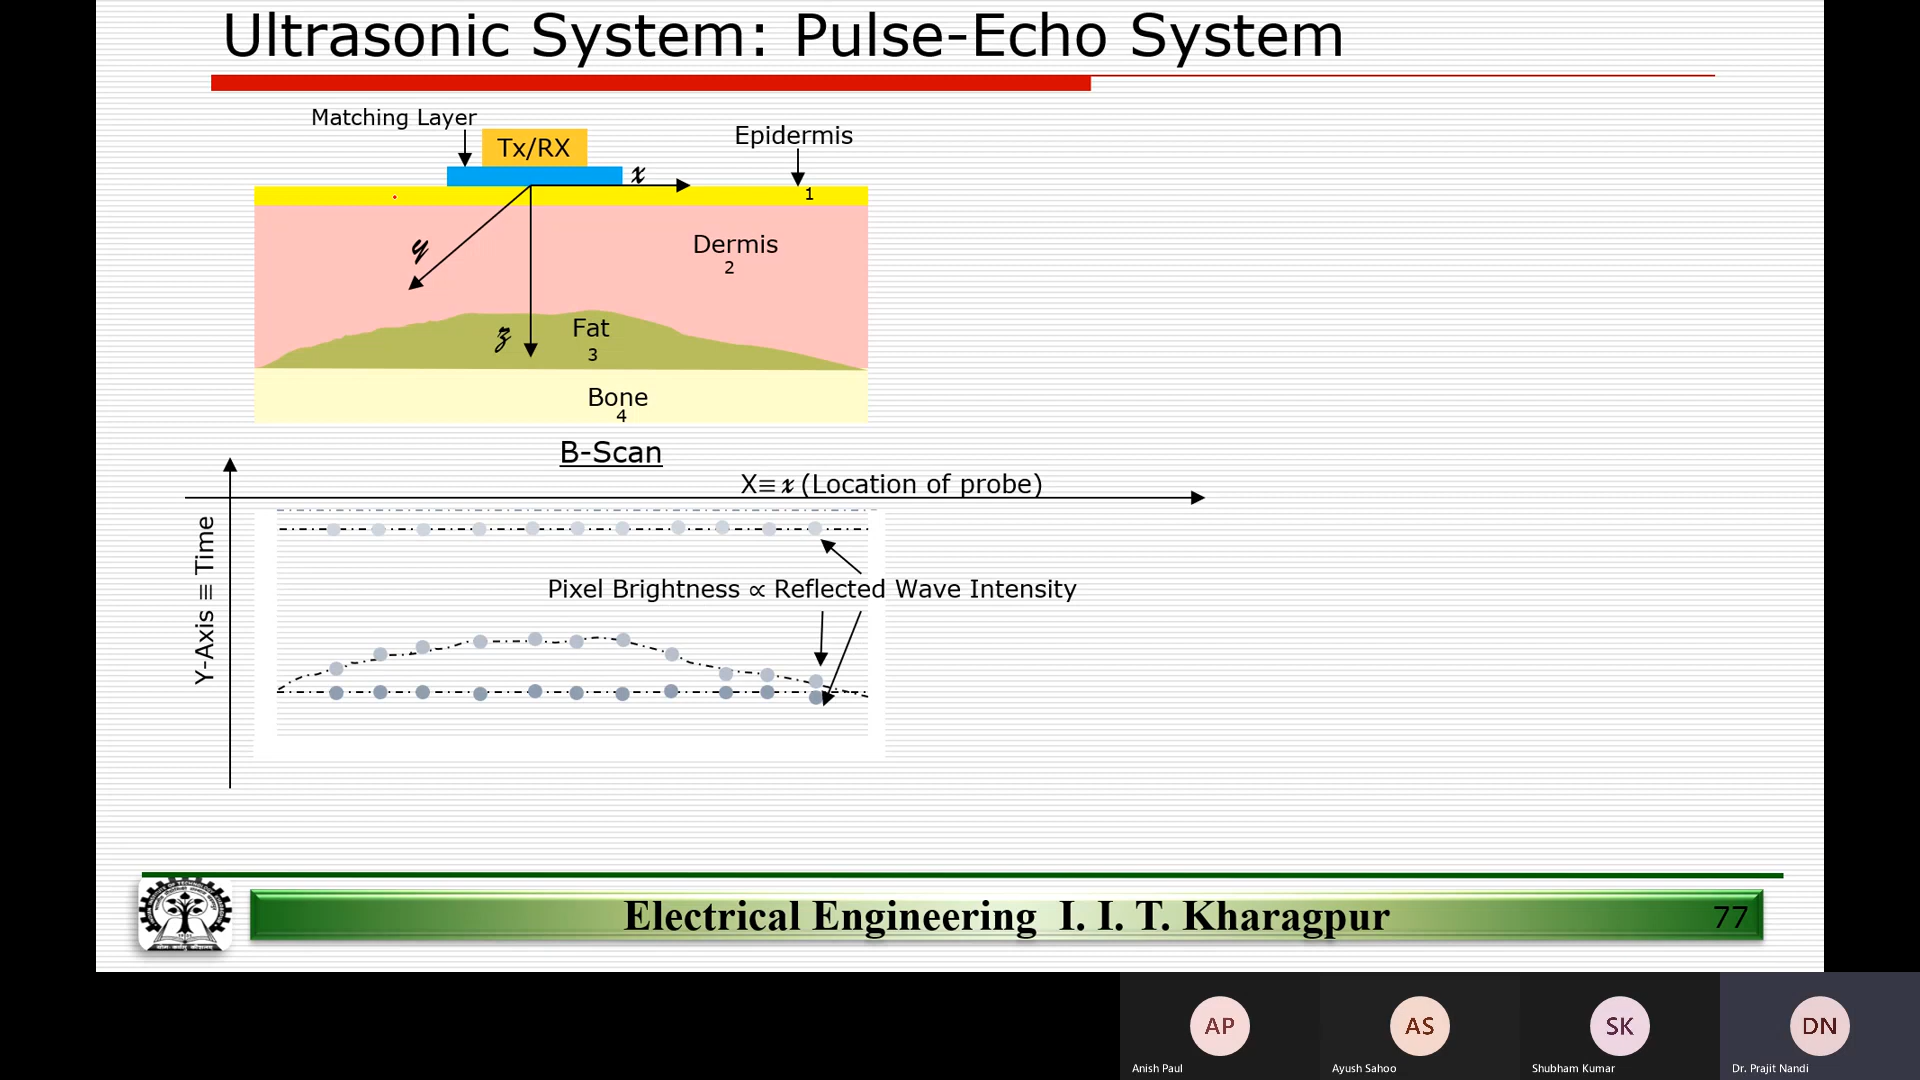 Ultrasonic System: Pulse-Echo System
Matching Layer
Tx/RX
Epidermis
x
1
y
Dermis
2
z
Fat
3
Bone
4
B-Scan
X≡ x (Location of probe)
Y-Axis ≡ Time
Pixel Brightness ∝ Reflected Wave Intensity
Electrical Engineering I. I. T. Kharagpur
77
AP
AS
SK
DN
Anish Paul
Ayush Sahoo
Shubham Kumar
Dr. Prajit Nandi